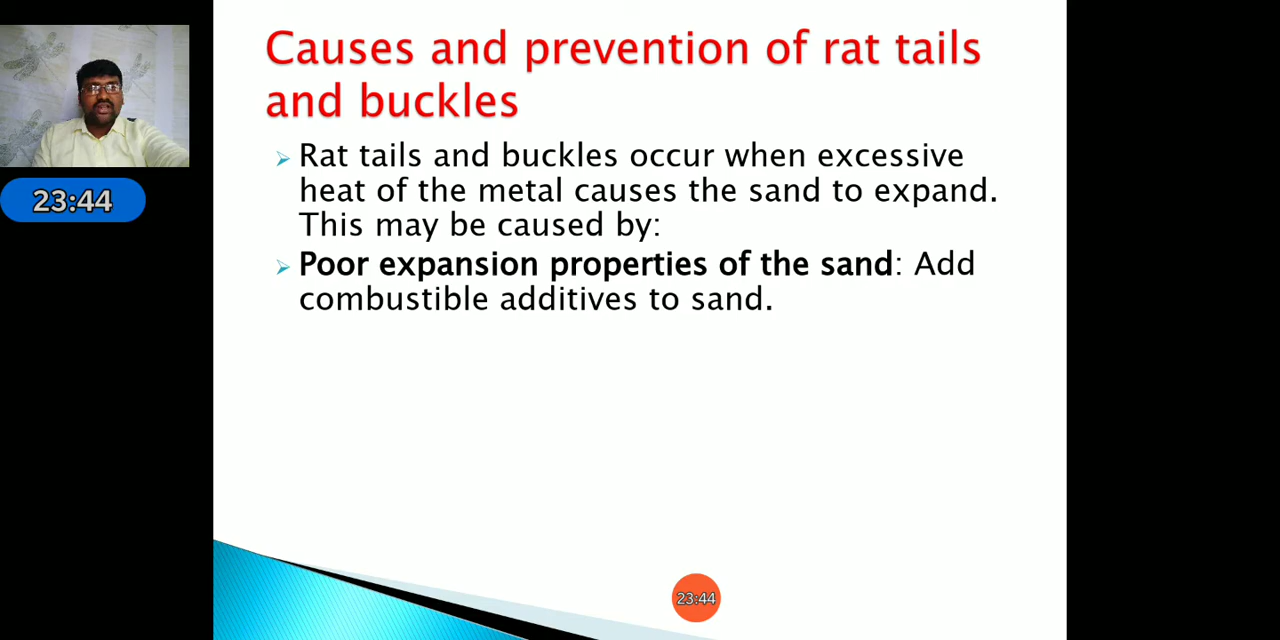 Causes and prevention of rat tails
and buckles
23:44
Rat tails and buckles occur when excessive
heat of the metal causes the sand to expand.
This may be caused by:
Poor expansion properties of the sand: Add
combustible additives to sand.
23:44